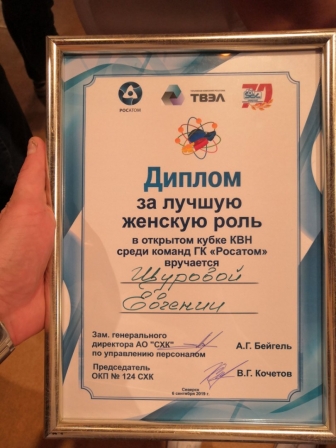 РОСАТОМ
ТВЭЛ
70
Диплом
за лучшую
женскую роль
в открытом кубке КВН
среди команд ГК «Росатом»
вручается
Щуровой
Евгении
Зам. генерального
директора АО "СХК"
по управлению персоналом
А.Г. Бейгель
Председатель
ОКП № 124 СХК
В.Г. Кочетов
Северск